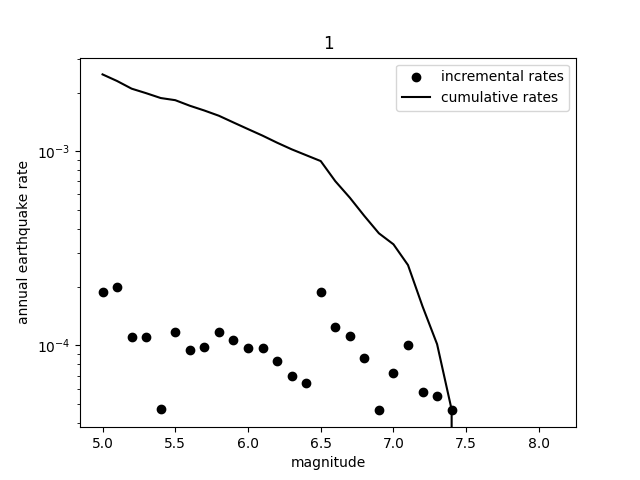 1
incremental rates
cumulative rates
annual earthquake rate
10⁻³
10⁻⁴
5.0 5.5 6.0 6.5 7.0 7.5 8.0
magnitude